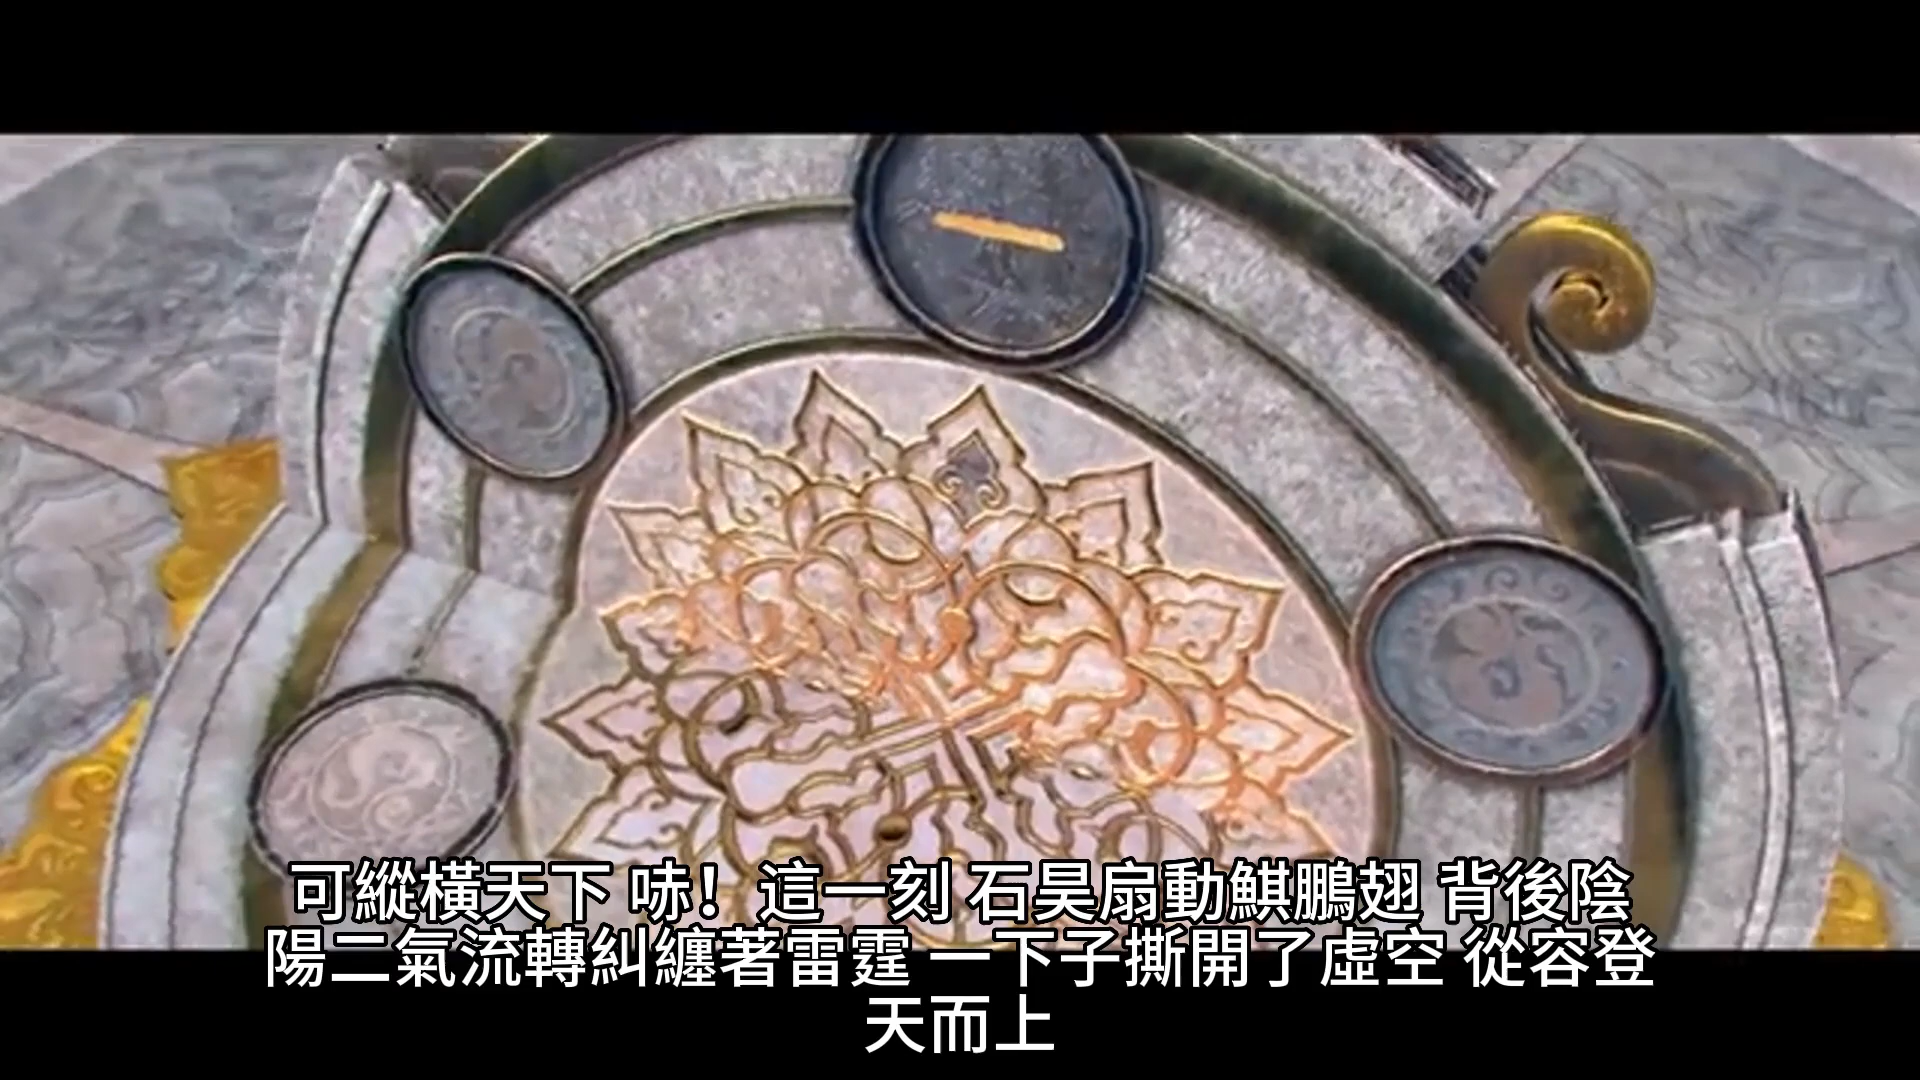 可縱橫天下 哧！這一刻 石昊扇動鯤鵬翅 背後陰
陽二氣流轉糾纏著雷霆 一下子撕開了虛空 從容登
天而上